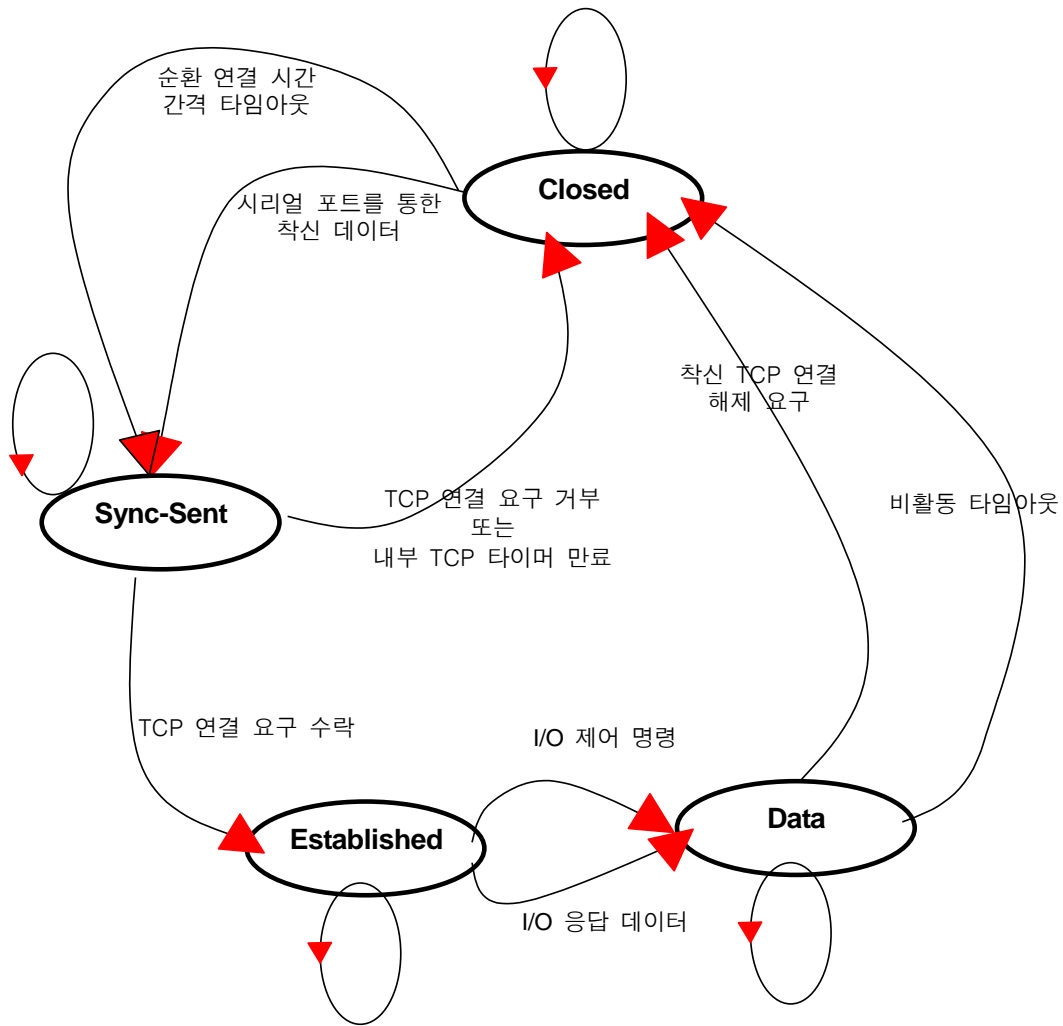 순환 연결 시간
간격 타임아웃
Closed
시리얼 포트를 통한
착신 데이터
착신 TCP 연결
해제 요구
Sync-Sent
TCP 연결 요구 거부
또는
내부 TCP 타이머 만료
비활동 타임아웃
TCP 연결 요구 수락
I/O 제어 명령
Established
Data
I/O 응답 데이터